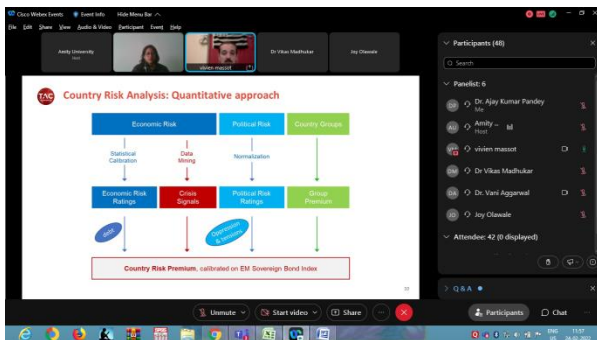 Cisco Webex Events
Event Info
Hide Menu Bar
File Edit Share View Audio & Video Participant Event Help
Amity University
Host
vivien massot
Dr Vikas Madhukar
Joy Olawale
TAC
Country Risk Analysis: Quantitative approach
Economic Risk
Political Risk
Country Groups
Statistical
Calibration
Data
Mining
Normalization
Economic Risk
Ratings
Crisis
Signals
Political Risk
Ratings
Group
Premium
debt
Oppression
& tensions
Country Risk Premium, calibrated on EM Sovereign Bond Index
Participants (48)
Search
Panelist: 6
DP
Dr. Ajay Kumar Pandey
Me
AU
Amity –
Host
vivien massot
DM
Dr Vikas Madhukar
DA
Dr. Vani Aggarwal
JO
Joy Olawale
Attendee: 42 (0 displayed)
Q & A
Unmute
Start video
Share
Participants
Chat
ENG
11:57